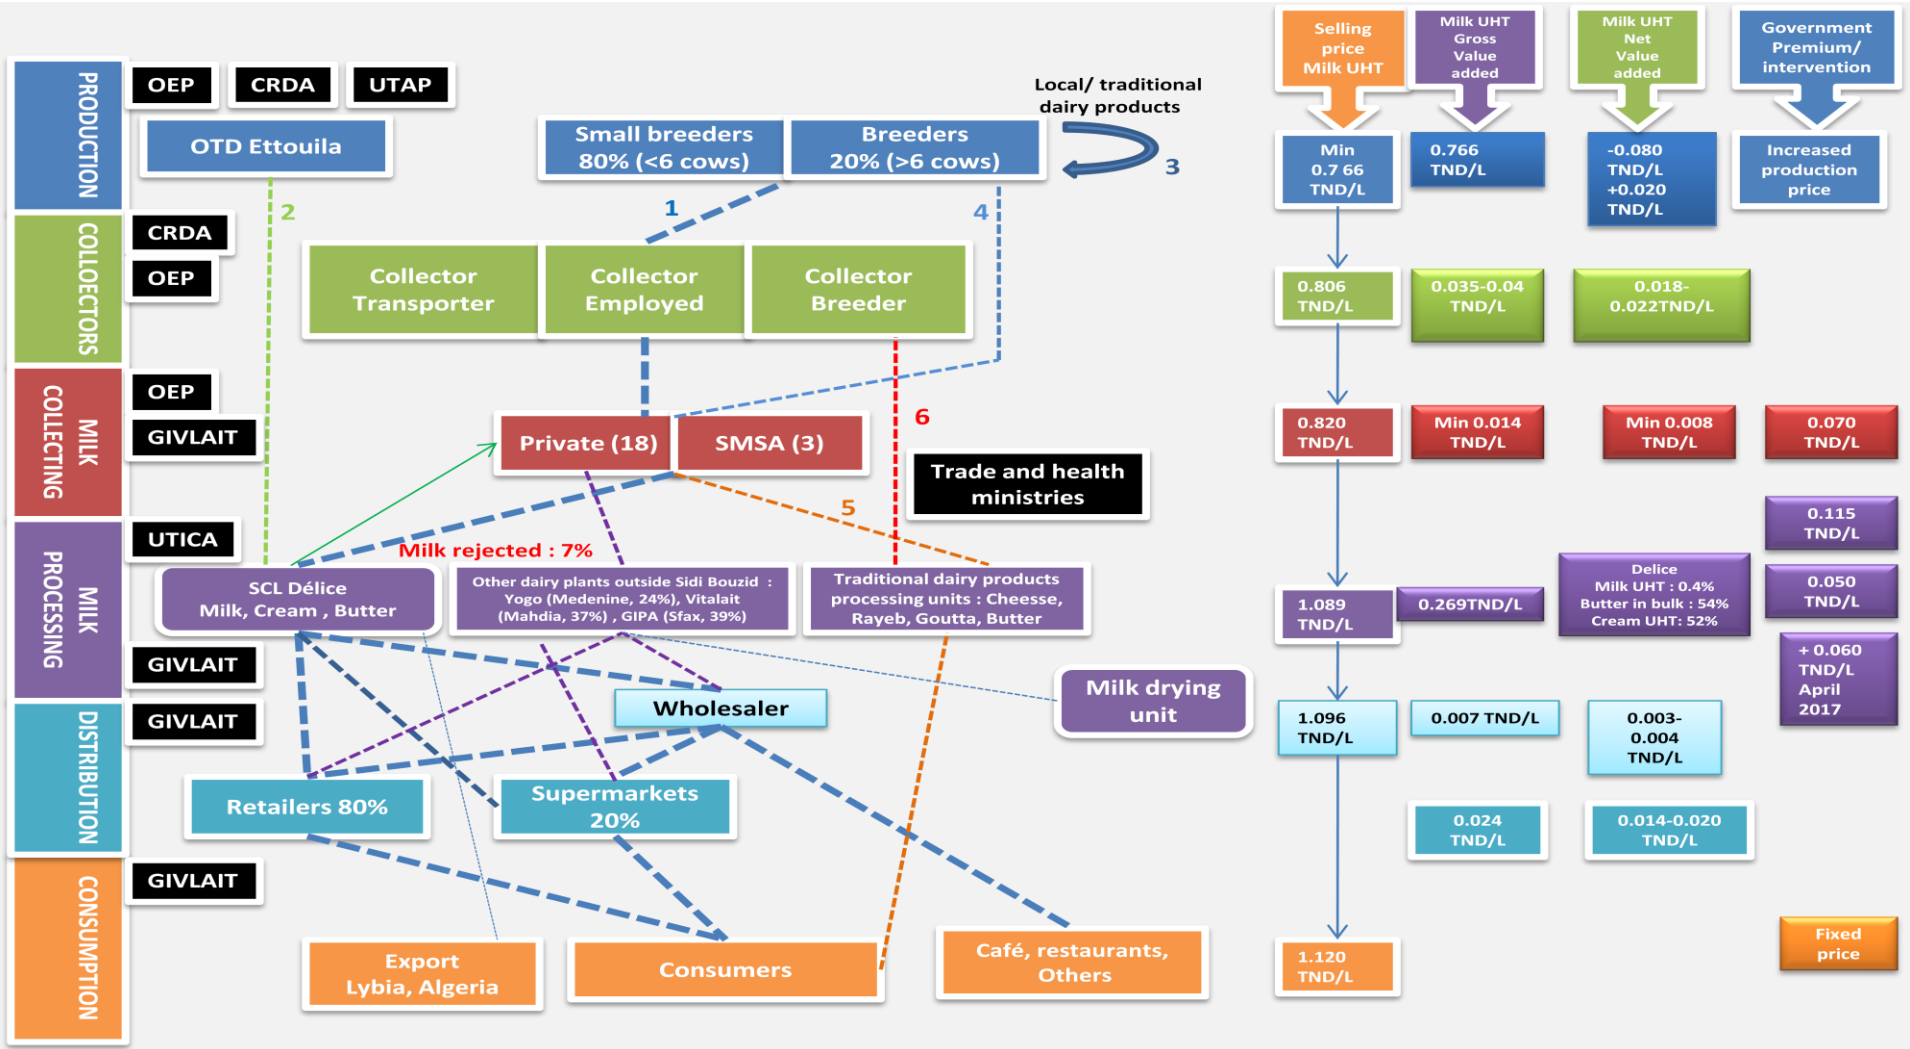 PRODUCTION
OEP
CRDA
UTAP
OTD Ettouila
Small breeders
80% (<6 cows)
Breeders
20% (>6 cows)
Local/ traditional
dairy products
3
2
1
4
COLLOECTORS
CRDA
OEP
Collector
Transporter
Collector
Employed
Collector
Breeder
MILK
COLLECTING
OEP
GIVLAIT
Private (18)
SMSA (3)
6
Trade and health
ministries
5
MILK
PROCESSING
UTICA
Milk rejected : 7%
SCL Délice
Milk, Cream , Butter
Other dairy plants outside Sidi Bouzid :
Yogo (Medenine, 24%), Vitalait
(Mahdia, 37%) , GIPA (Sfax, 39%)
Traditional dairy products
processing units : Cheesse,
Rayeb, Goutta, Butter
GIVLAIT
Milk drying
unit
DISTRIBUTION
GIVLAIT
Wholesaler
Retailers 80%
Supermarkets
20%
CONSUMPTION
GIVLAIT
Export
Lybia, Algeria
Consumers
Café, restaurants,
Others
Selling
price
Milk UHT
Milk UHT
Gross
Value
added
Milk UHT
Net
Value
added
Government
Premium/
intervention
Min
0.7 66
TND/L
0.766
TND/L
-0.080
TND/L
+0.020
TND/L
Increased
production
price
0.806
TND/L
0.035-0.04
TND/L
0.018-
0.022TND/L
0.820
TND/L
Min 0.014
TND/L
Min 0.008
TND/L
0.070
TND/L
0.115
TND/L
1.089
TND/L
0.269TND/L
Delice
Milk UHT : 0.4%
Butter in bulk : 54%
Cream UHT: 52%
0.050
TND/L
+ 0.060
TND/L
April
2017
1.096
TND/L
0.007 TND/L
0.003-
0.004
TND/L
0.024
TND/L
0.014-0.020
TND/L
1.120
TND/L
Fixed
price